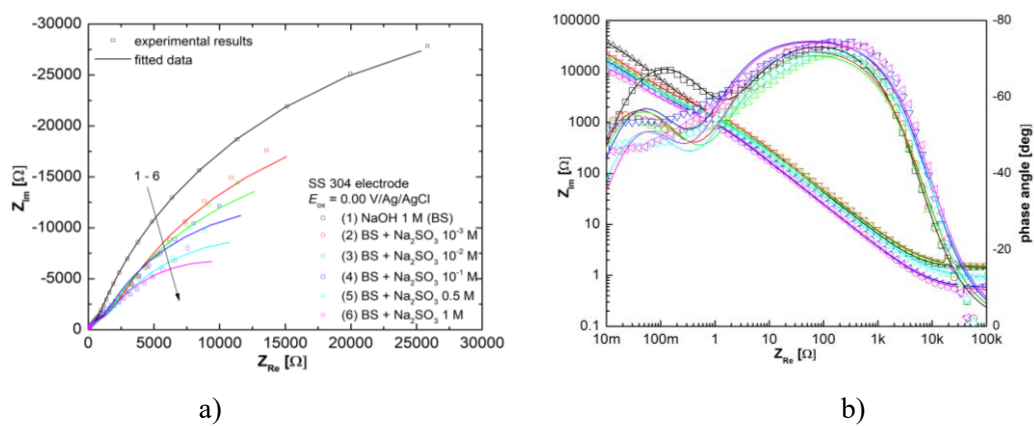 -30000
-25000
-20000
-15000
-10000
-5000
0
Z_Im [Ω]
experimental results
fitted data
1 - 6
SS 304 electrode
E_ox = 0.00 V/Ag/AgCl
(1) NaOH 1 M (BS)
(2) BS + Na₂SO₃ 10⁻³ M
(3) BS + Na₂SO₃ 10⁻² M
(4) BS + Na₂SO₃ 10⁻¹ M
(5) BS + Na₂SO₃ 0.5 M
(6) BS + Na₂SO₃ 1 M
0 5000 10000 15000 20000 25000 30000
Z_Re [Ω]
a)
100000
10000
1000
100
10
1
0.1
Z_Im [Ω]
-80
-60
-40
-20
0
phase angle [deg]
10m 100m 1 10 100 1k 10k 100k
Z_Re [Ω]
b)